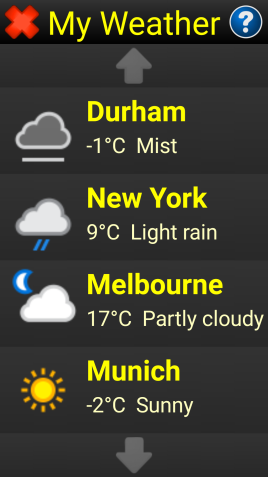 My Weather ?
Durham
-1°C Mist
New York
9°C Light rain
Melbourne
17°C Partly cloudy
Munich
-2°C Sunny